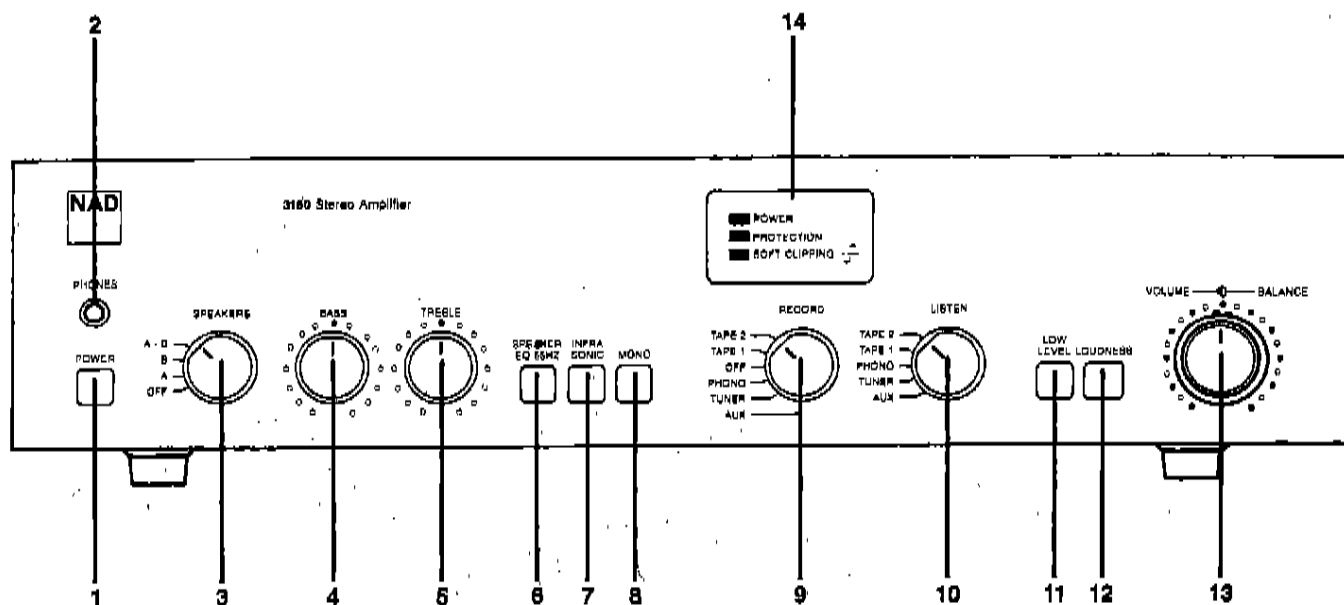 2
14
NAD
3150 Stereo Amplifier
POWER
PROTECTION
SOFT CLIPPING
PHONES
SPEAKERS
BASS
TREBLE
RECORD
LISTEN
VOLUME
BALANCE
A - B
B
A
OFF
POWER
SPEAKER
EQ 55HZ
INFRA
SONIC
MONO
TAPE 2
TAPE 1
OFF
PHONO
TUNER
AUX
TAPE 2
TAPE 1
PHONO
TUNER
AUX
LOW
LEVEL
LOUDNESS
1
3
4
5
6
7
8
9
10
11
12
13